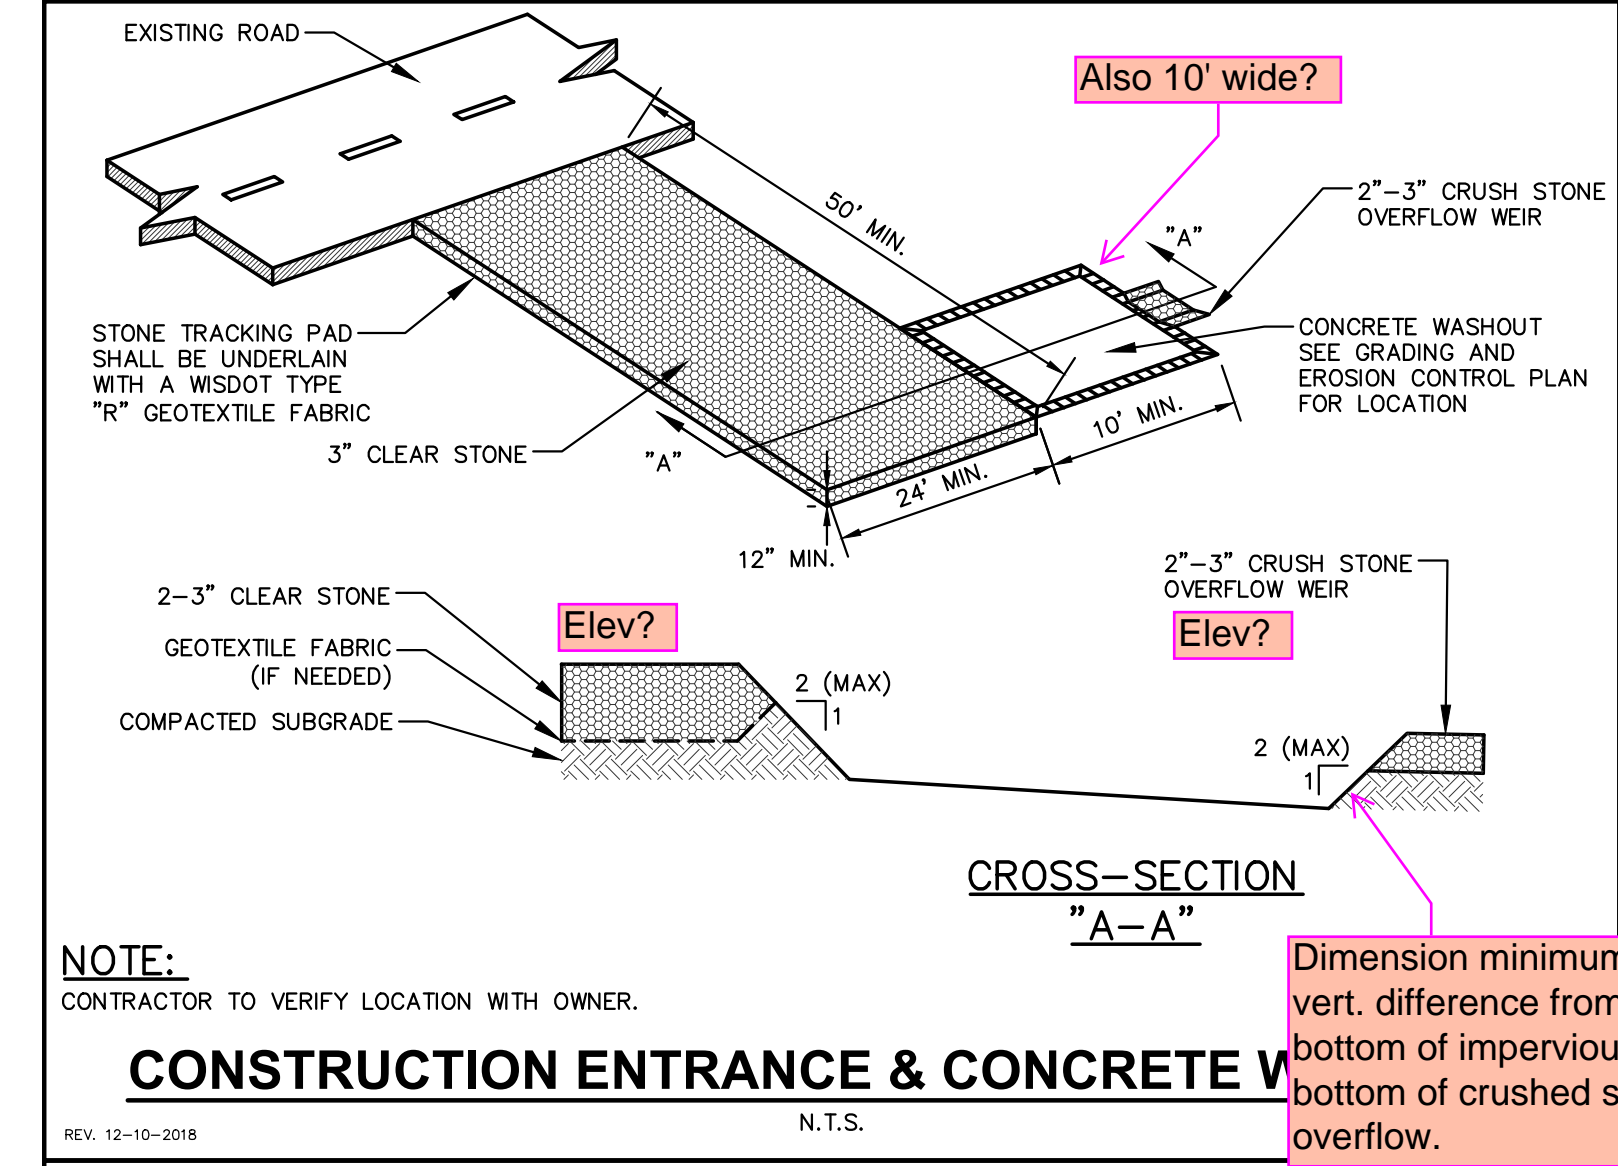 EXISTING ROAD
Also 10' wide?
50' MIN.
2"-3" CRUSH STONE
OVERFLOW WEIR
"A"
STONE TRACKING PAD
SHALL BE UNDERLAIN
WITH A WISDOT TYPE
"R" GEOTEXTILE FABRIC
CONCRETE WASHOUT
SEE GRADING AND
EROSION CONTROL PLAN
FOR LOCATION
3" CLEAR STONE
"A"
10' MIN.
24' MIN.
12" MIN.
2"-3" CRUSH STONE
OVERFLOW WEIR
2-3" CLEAR STONE
Elev?
Elev?
GEOTEXTILE FABRIC
(IF NEEDED)
2 (MAX)
1
COMPACTED SUBGRADE
2 (MAX)
1
CROSS-SECTION
"A-A"
NOTE:
CONTRACTOR TO VERIFY LOCATION WITH OWNER.
Dimension minimum
vert. difference from
bottom of imperviou
bottom of crushed s
overflow.
CONSTRUCTION ENTRANCE & CONCRETE
N.T.S.
REV. 12-10-2018